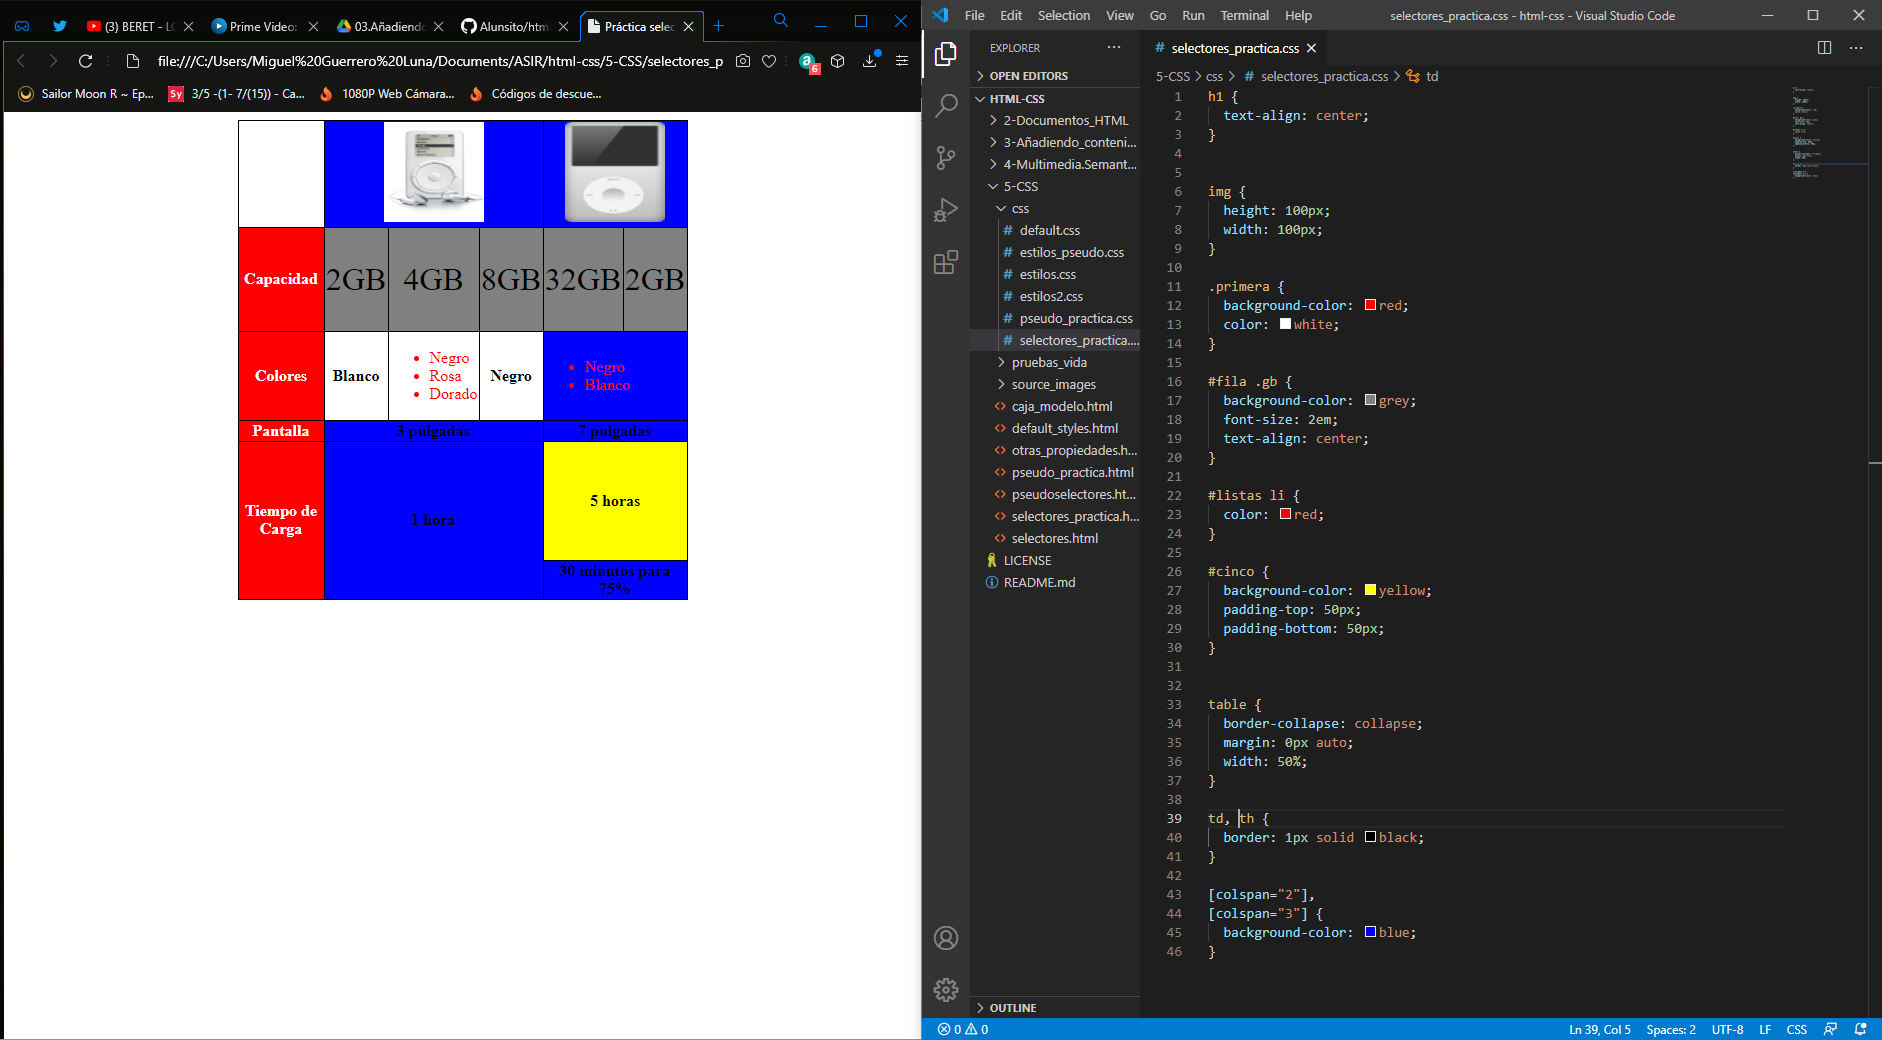 (3) BERET - LO
Prime Video:
03.Añadiendo
Alunsito/html
Práctica selec
file:///C:/Users/Miguel%20Guerrero%20Luna/Documents/ASIR/html-css/5-CSS/selectores_p
6
Sailor Moon R ~ Ep...
Sy 3/5 -(1- 7/(15)) - Ca...
1080P Web Cámara...
Códigos de descue...
Capacidad 2GB 4GB 8GB 32GB 2GB
Colores
Blanco
Negro
Rosa
Dorado
Negro
Negro
Blanco
Pantalla 3 pulgadas 7 pulgadas
Tiempo de
Carga
1 hora
5 horas
30 minutos para
75%
File Edit Selection View Go Run Terminal Help
selectores_practica.css - html-css - Visual Studio Code
EXPLORER
OPEN EDITORS
HTML-CSS
2-Documentos_HTML
3-Añadiendo_conteni...
4-Multimedia.Semant...
5-CSS
css
# default.css
# estilos_pseudo.css
# estilos.css
# estilos2.css
# pseudo_practica.css
# selectores_practica....
pruebas_vida
source_images
<> caja_modelo.html
<> default_styles.html
<> otras_propiedades.h...
<> pseudo_practica.html
<> pseudoselectores.ht...
<> selectores_practica.h...
<> selectores.html
LICENSE
README.md
OUTLINE
# selectores_practica.css
5-CSS > css > # selectores_practica.css > td
1 h1 {
2 text-align: center;
3 }
4
5
6 img {
7 height: 100px;
8 width: 100px;
9 }
10
11 .primera {
12 background-color: red;
13 color: white;
14 }
15
16 #fila .gb {
17 background-color: grey;
18 font-size: 2em;
19 text-align: center;
20 }
21
22 #listas li {
23 color: red;
24 }
25
26 #cinco {
27 background-color: yellow;
28 padding-top: 50px;
29 padding-bottom: 50px;
30 }
31
32
33 table {
34 border-collapse: collapse;
35 margin: 0px auto;
36 width: 50%;
37 }
38
39 td, th {
40 border: 1px solid black;
41 }
42
43 [colspan="2"],
44 [colspan="3"] {
45 background-color: blue;
46 }
0 0
Ln 39, Col 5 Spaces: 2 UTF-8 LF CSS